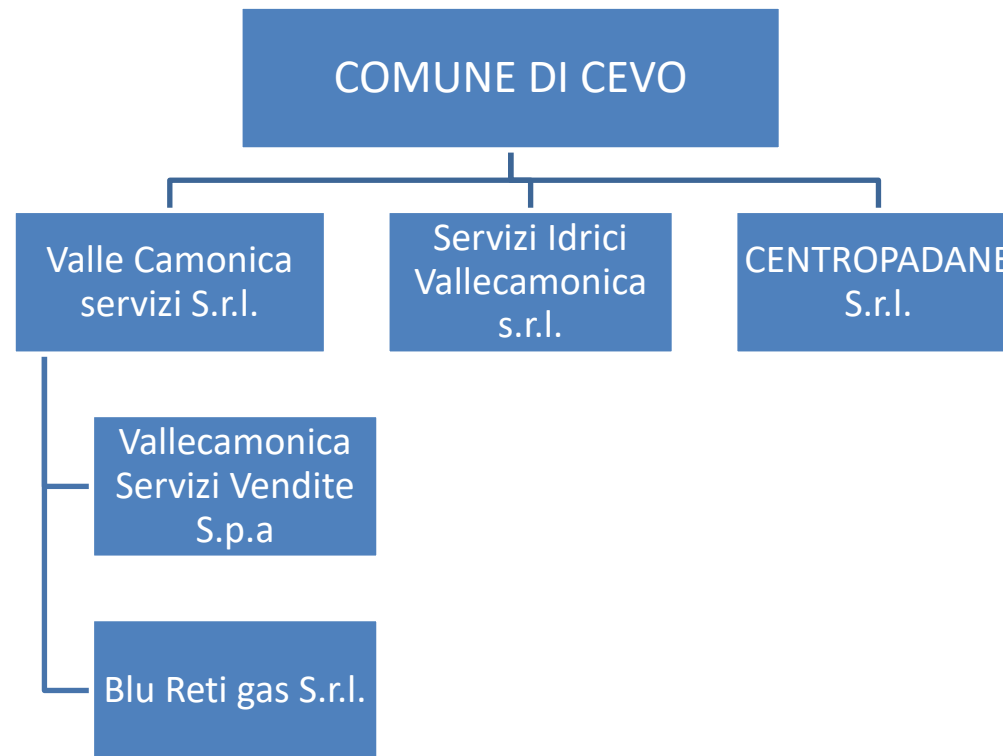 COMUNE DI CEVO
Valle Camonica
servizi S.r.l.
Servizi Idrici
Vallecamonica
s.r.l.
CENTROPADANE
S.r.l.
Vallecamonica
Servizi Vendite
S.p.a
Blu Reti gas S.r.l.